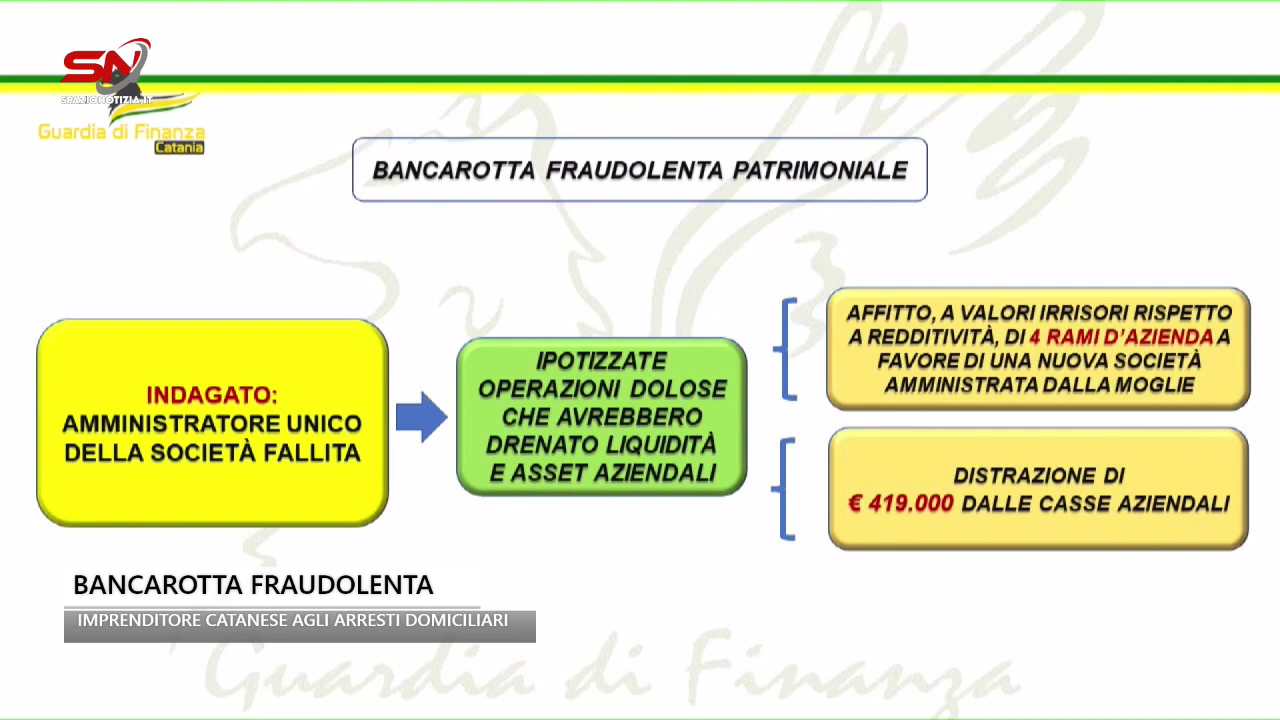 SN
SPAZIONOTIZIA.IT
Guardia di Finanza
Catania
BANCAROTTA FRAUDOLENTA PATRIMONIALE
INDAGATO:
AMMINISTRATORE UNICO
DELLA SOCIETÀ FALLITA
IPOTIZZATE
OPERAZIONI DOLOSE
CHE AVREBBERO
DRENATO LIQUIDITÀ
E ASSET AZIENDALI
AFFITTO, A VALORI IRRISORI RISPETTO
A REDDITIVITÀ, DI 4 RAMI D'AZIENDA A
FAVORE DI UNA NUOVA SOCIETÀ
AMMINISTRATA DALLA MOGLIE
DISTRAZIONE DI
€ 419.000 DALLE CASSE AZIENDALI
BANCAROTTA FRAUDOLENTA
IMPRENDITORE CATANESE AGLI ARRESTI DOMICILIARI
Guardia di Finanza